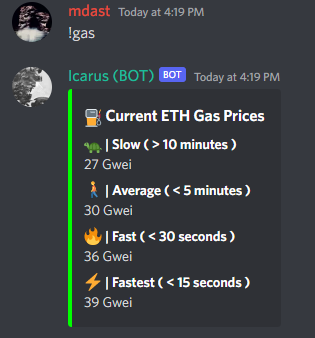 mdast Today at 4:19 PM
!gas
Icarus (BOT) BOT Today at 4:19 PM
⛽ Current ETH Gas Prices
🐢 | Slow ( > 10 minutes )
27 Gwei
🚶 | Average ( < 5 minutes )
30 Gwei
🔥 | Fast ( < 30 seconds )
36 Gwei
⚡ | Fastest ( < 15 seconds )
39 Gwei